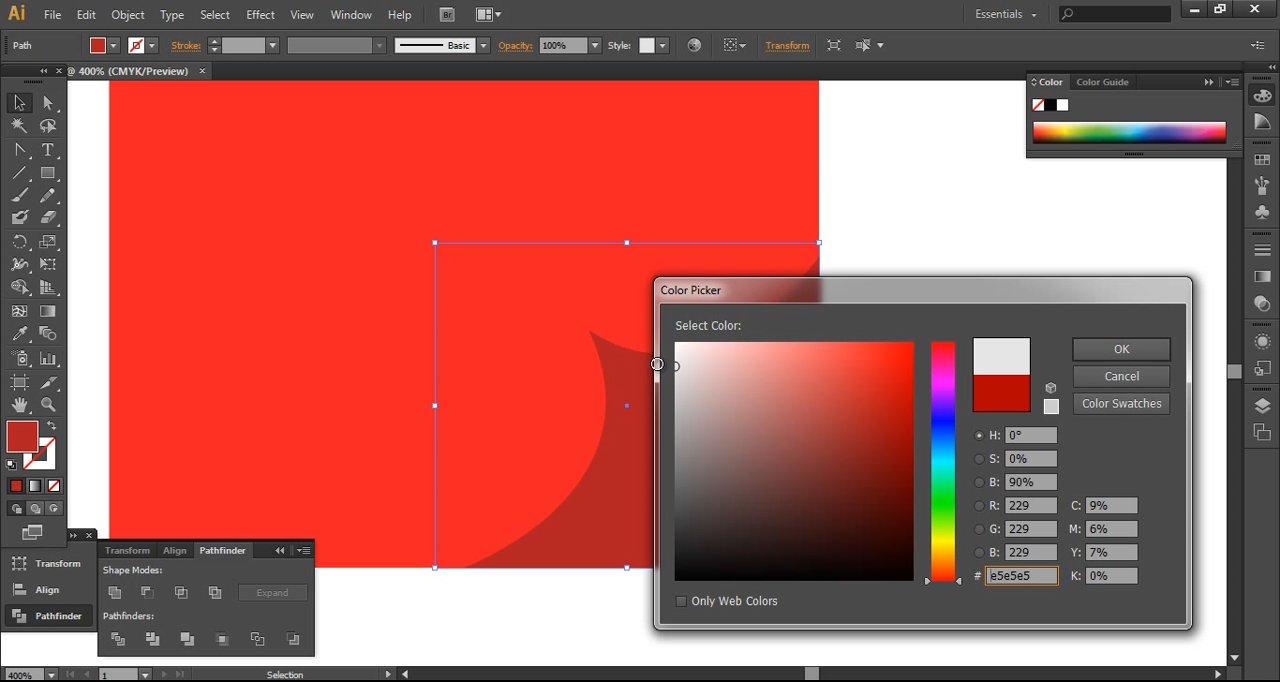 Ai File Edit Object Type Select Effect View Window Help Br Essentials
Path Stroke: Basic Opacity: 100% Style: Transform
@ 400% (CMYK/Preview) ×
Color Color Guide
Color Picker
Select Color:
OK
Cancel
Color Swatches
H: 0°
S: 0%
B: 90%
R: 229 C: 9%
G: 229 M: 6%
B: 229 Y: 7%
# e5e5e5 K: 0%
Only Web Colors
Transform
Align
Pathfinder
Transform Align Pathfinder
Shape Modes:
Expand
Pathfinders:
400% 1 Selection